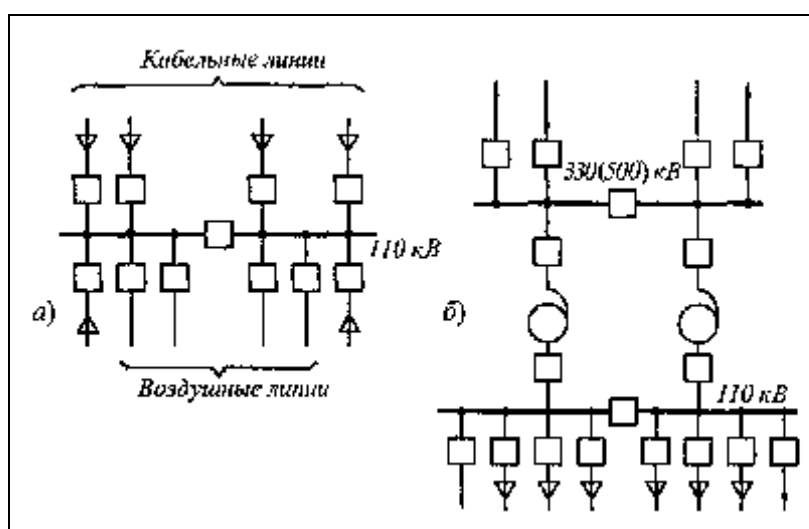 Кабельные линии
110 кВ
а)
Воздушные линии
330(500) кВ
б)
110 кВ